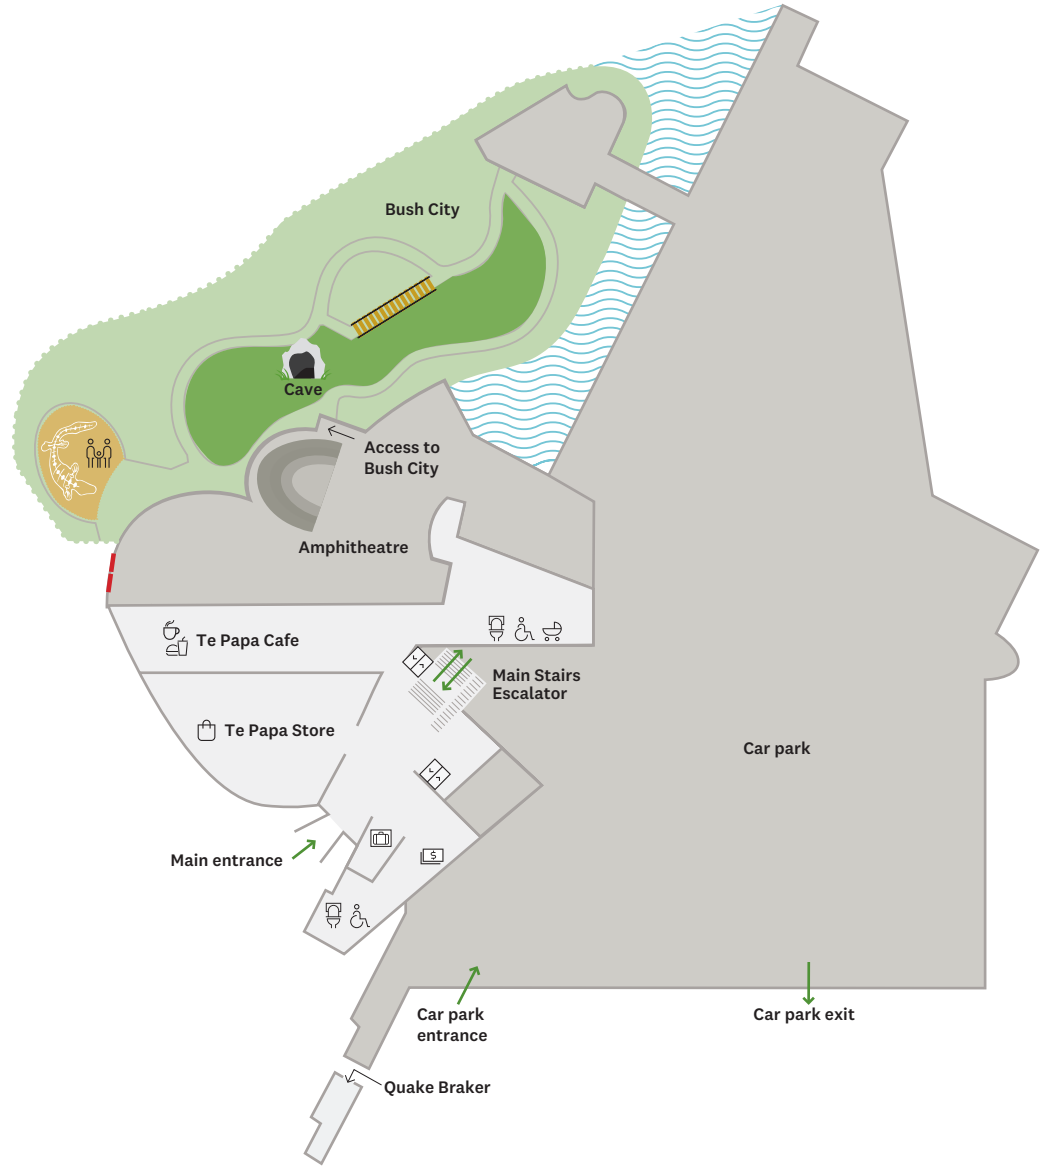 Bush City
Cave
Access to
Bush City
Amphitheatre
Te Papa Cafe
Main Stairs
Escalator
Te Papa Store
Car park
Main entrance
$
Car park
entrance
Car park exit
Quake Braker